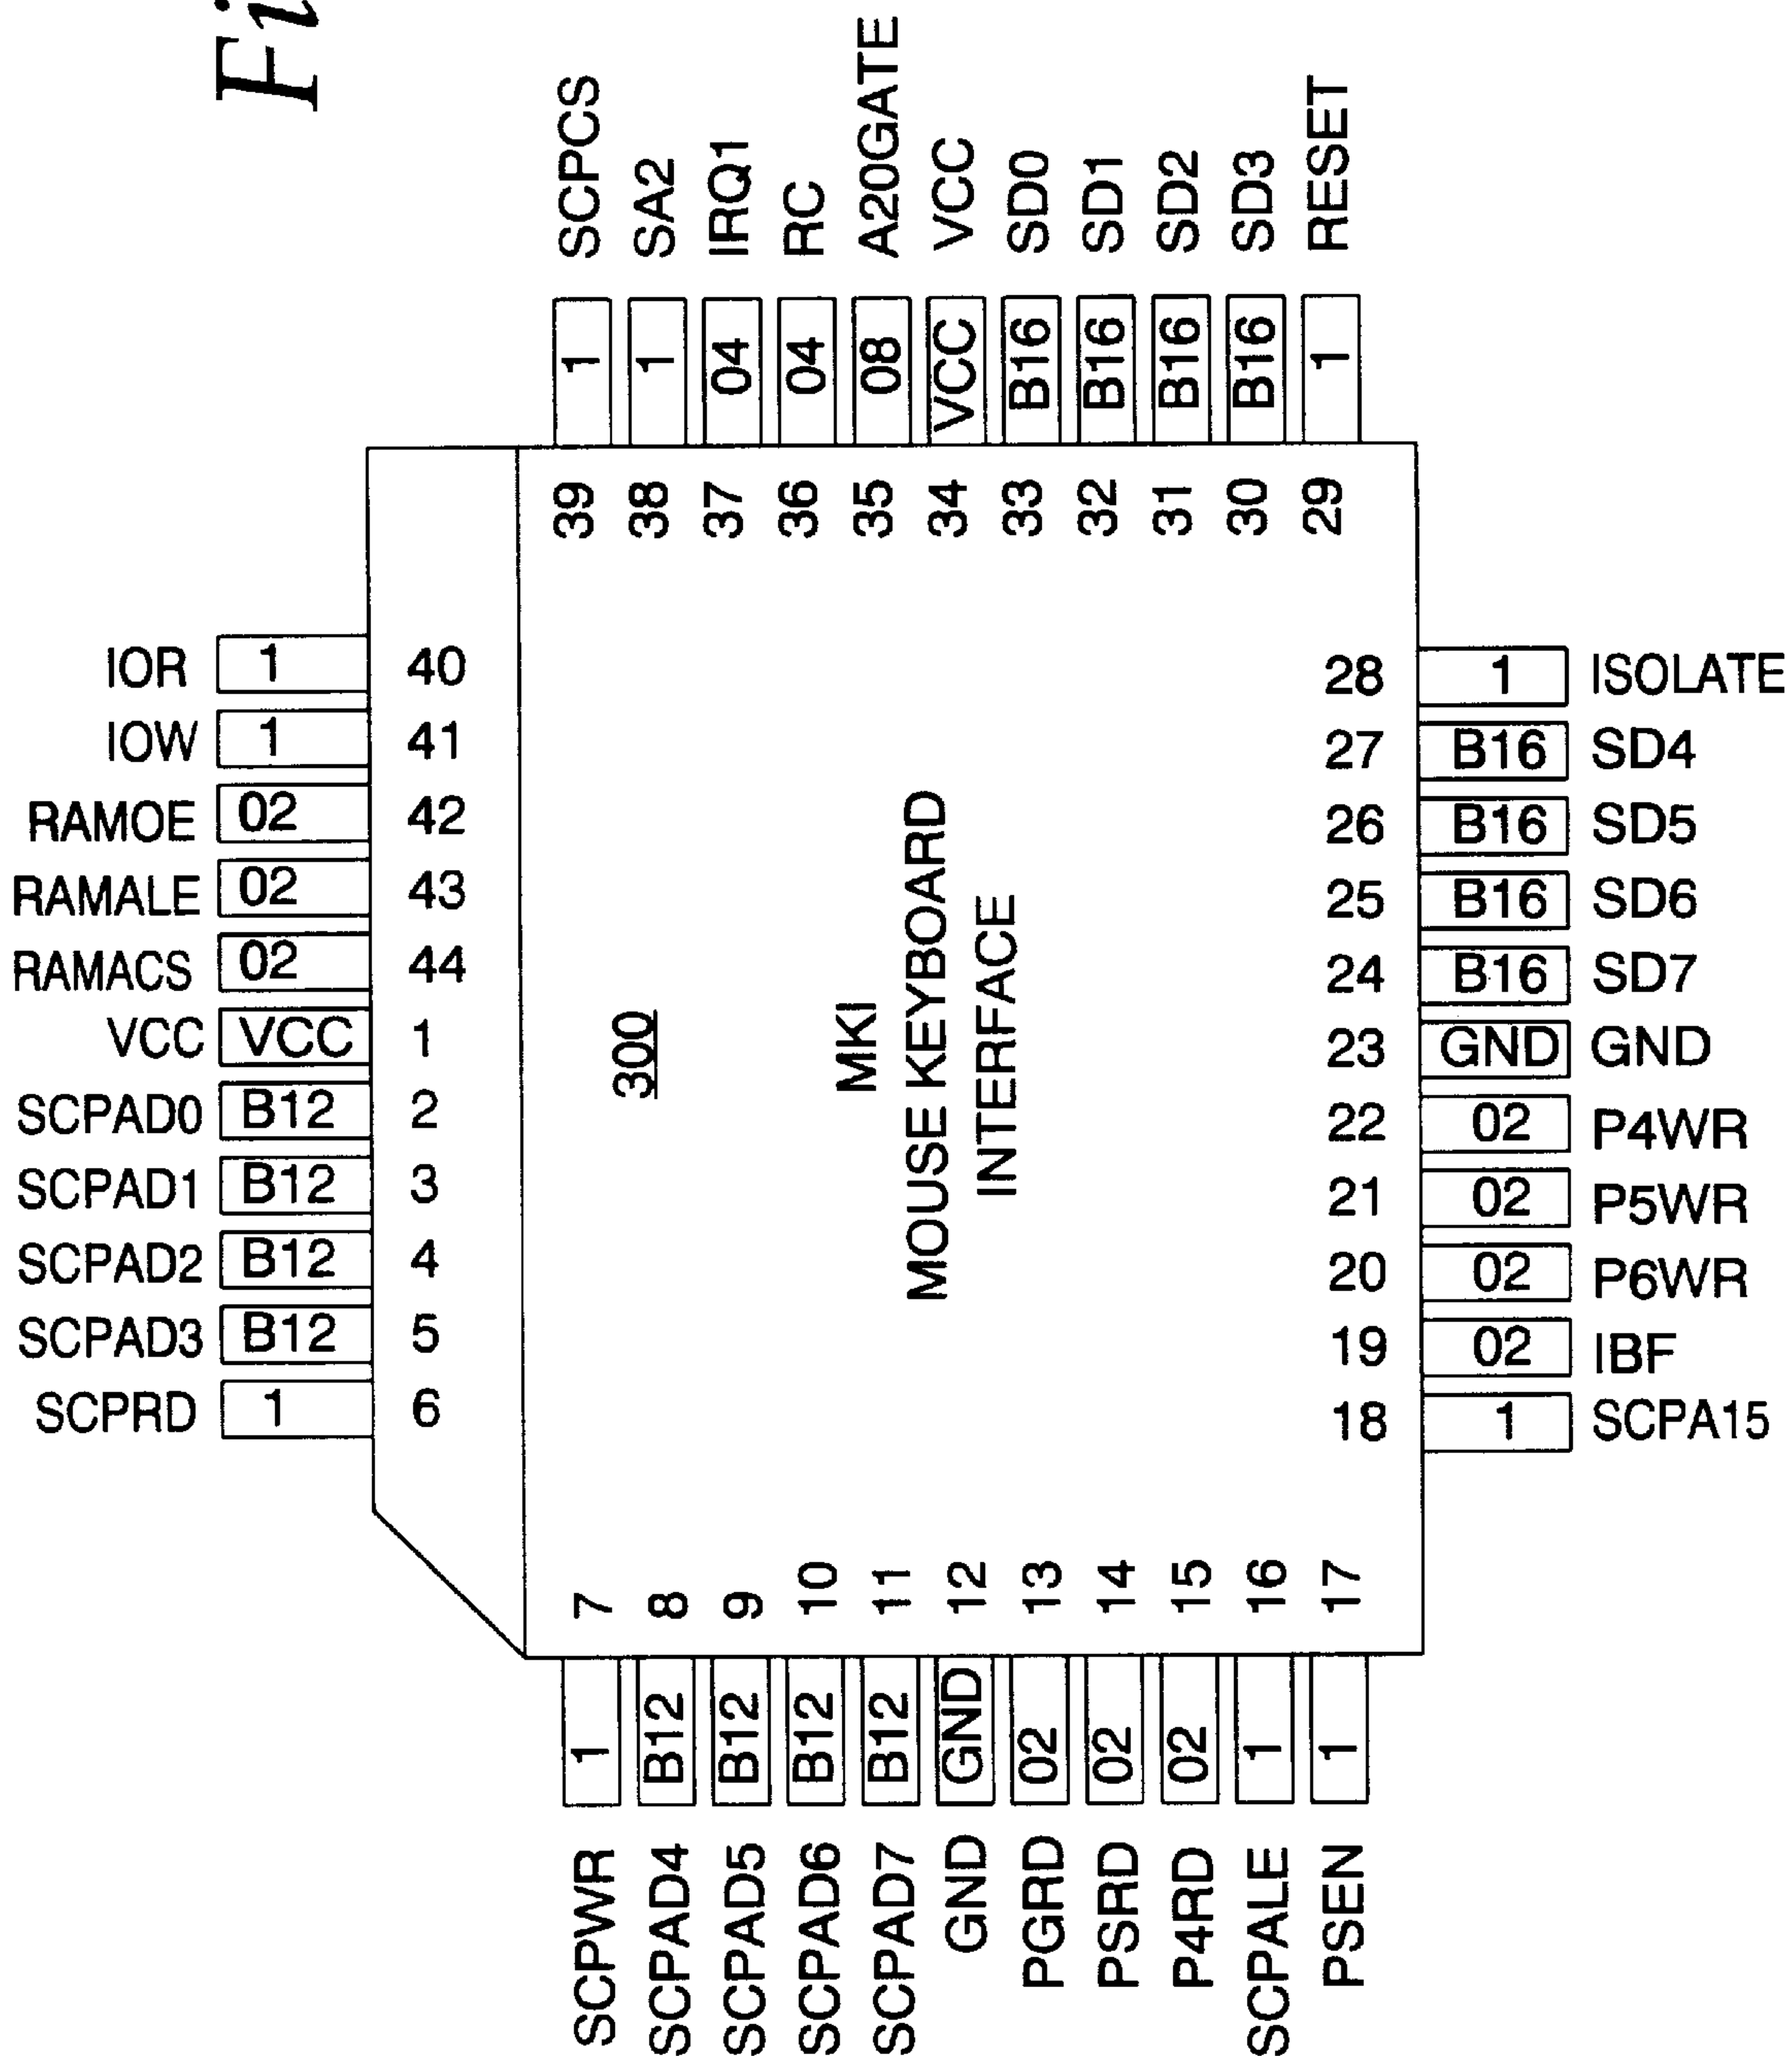 Fi
SCPCS 1 39
SA2 1 38
IRQ1 04 37
RC 04 36
A20GATE 08 35
VCC VCC 34
SD0 B16 33
SD1 B16 32
SD2 B16 31
SD3 B16 30
RESET 1 29
IOR 1 40
IOW 1 41
RAMOE 02 42
RAMALE 02 43
RAMACS 02 44
VCC VCC 1
SCPAD0 B12 2
SCPAD1 B12 3
SCPAD2 B12 4
SCPAD3 B12 5
SCPRD 1 6
300
MKI
MOUSE KEYBOARD
INTERFACE
28 1 ISOLATE
27 B16 SD4
26 B16 SD5
25 B16 SD6
24 B16 SD7
23 GND GND
22 02 P4WR
21 02 P5WR
20 02 P6WR
19 02 IBF
18 1 SCPA15
7 1 SCPWR
8 B12 SCPAD4
9 B12 SCPAD5
10 B12 SCPAD6
11 B12 SCPAD7
12 GND GND
13 02 PGRD
14 02 PSRD
15 02 P4RD
16 1 SCPALE
17 1 PSEN